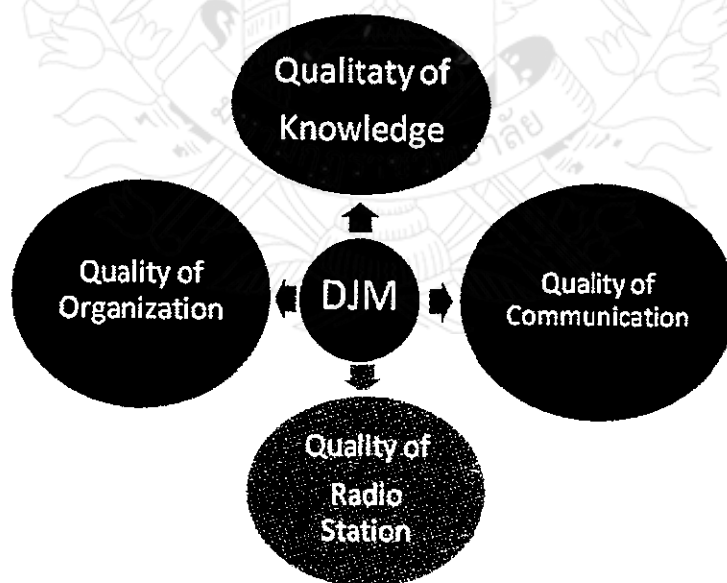 Qualitaty of
Knowledge
Quality of
Organization
DJM
Quality of
Communication
Quality of
Radio
Station